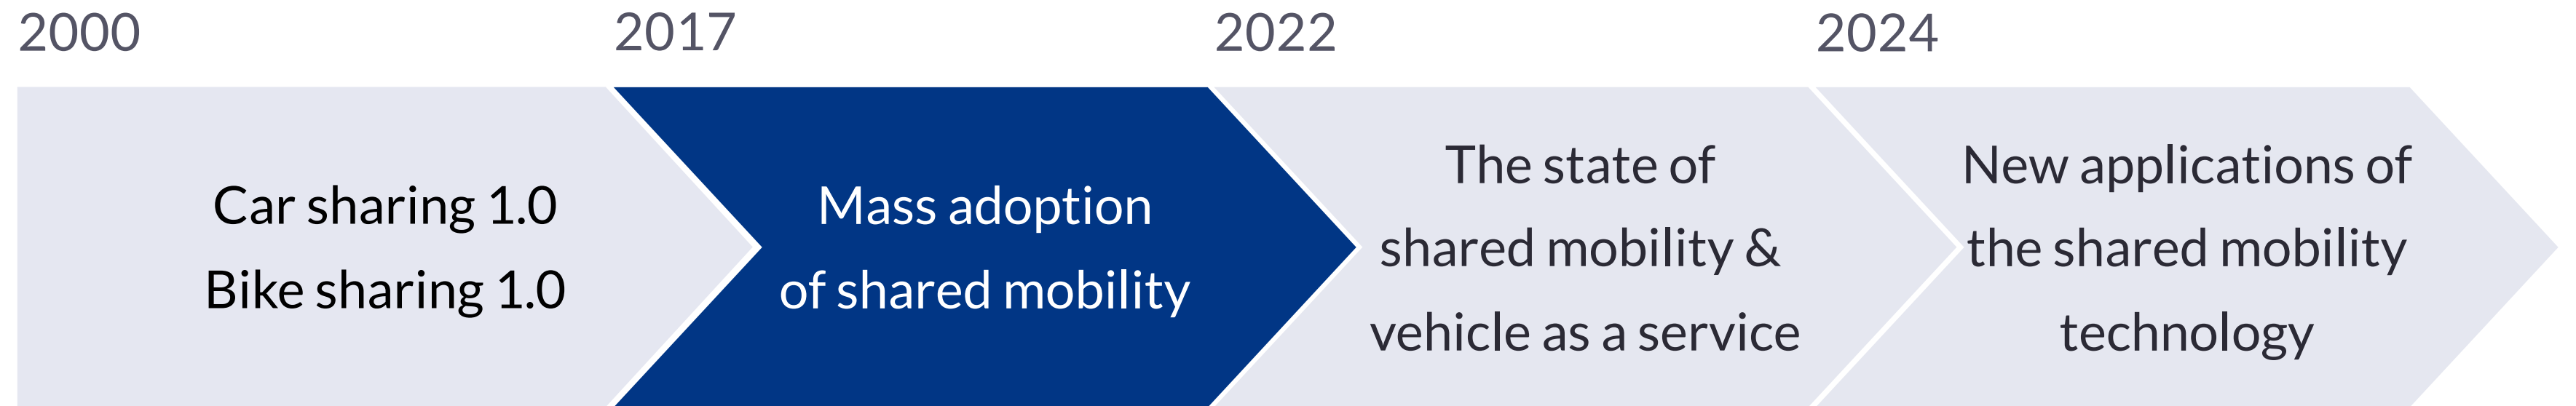 2000
2017
2022
2024
Car sharing 1.0
Bike sharing 1.0
Mass adoption
of shared mobility
The state of
shared mobility &
vehicle as a service
New applications of
the shared mobility
technology